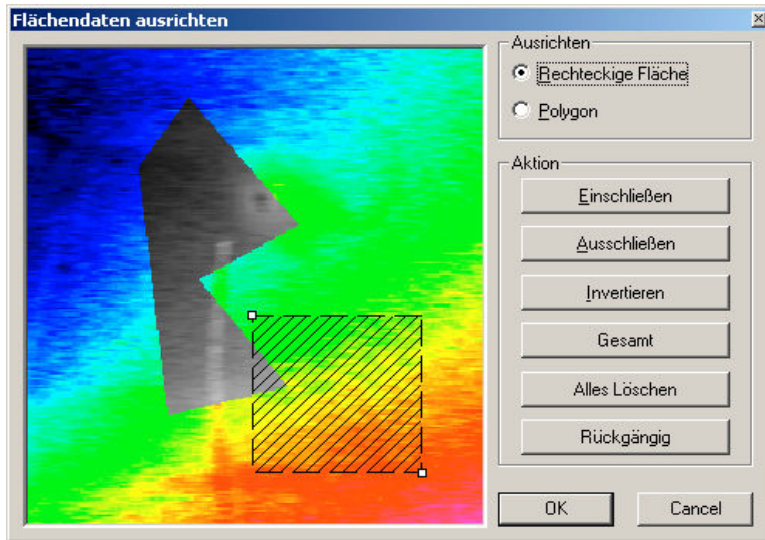 Flächendaten ausrichten
Ausrichten
Rechteckige Fläche
Polygon
Aktion
Einschließen
Ausschließen
Invertieren
Gesamt
Alles Löschen
Rückgängig
OK
Cancel